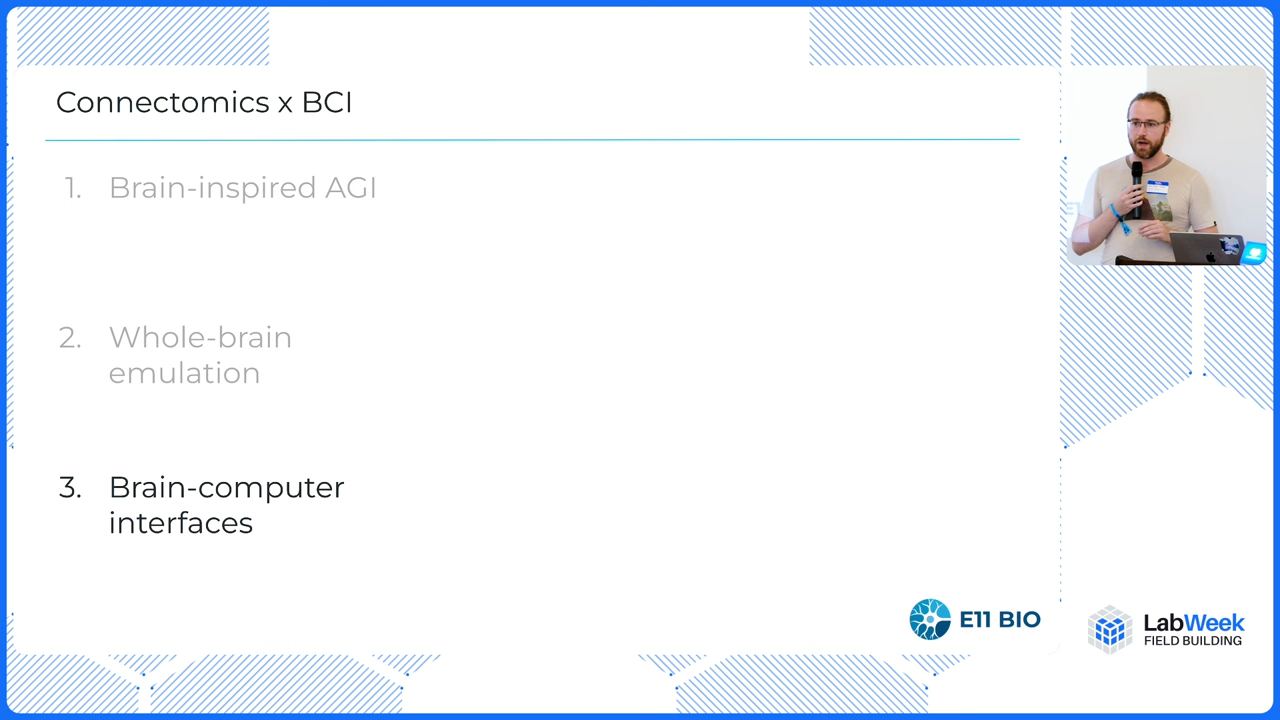 Connectomics x BCI
1. Brain-inspired AGI
2. Whole-brain
emulation
3. Brain-computer
interfaces
E11 BIO
LabWeek
FIELD BUILDING